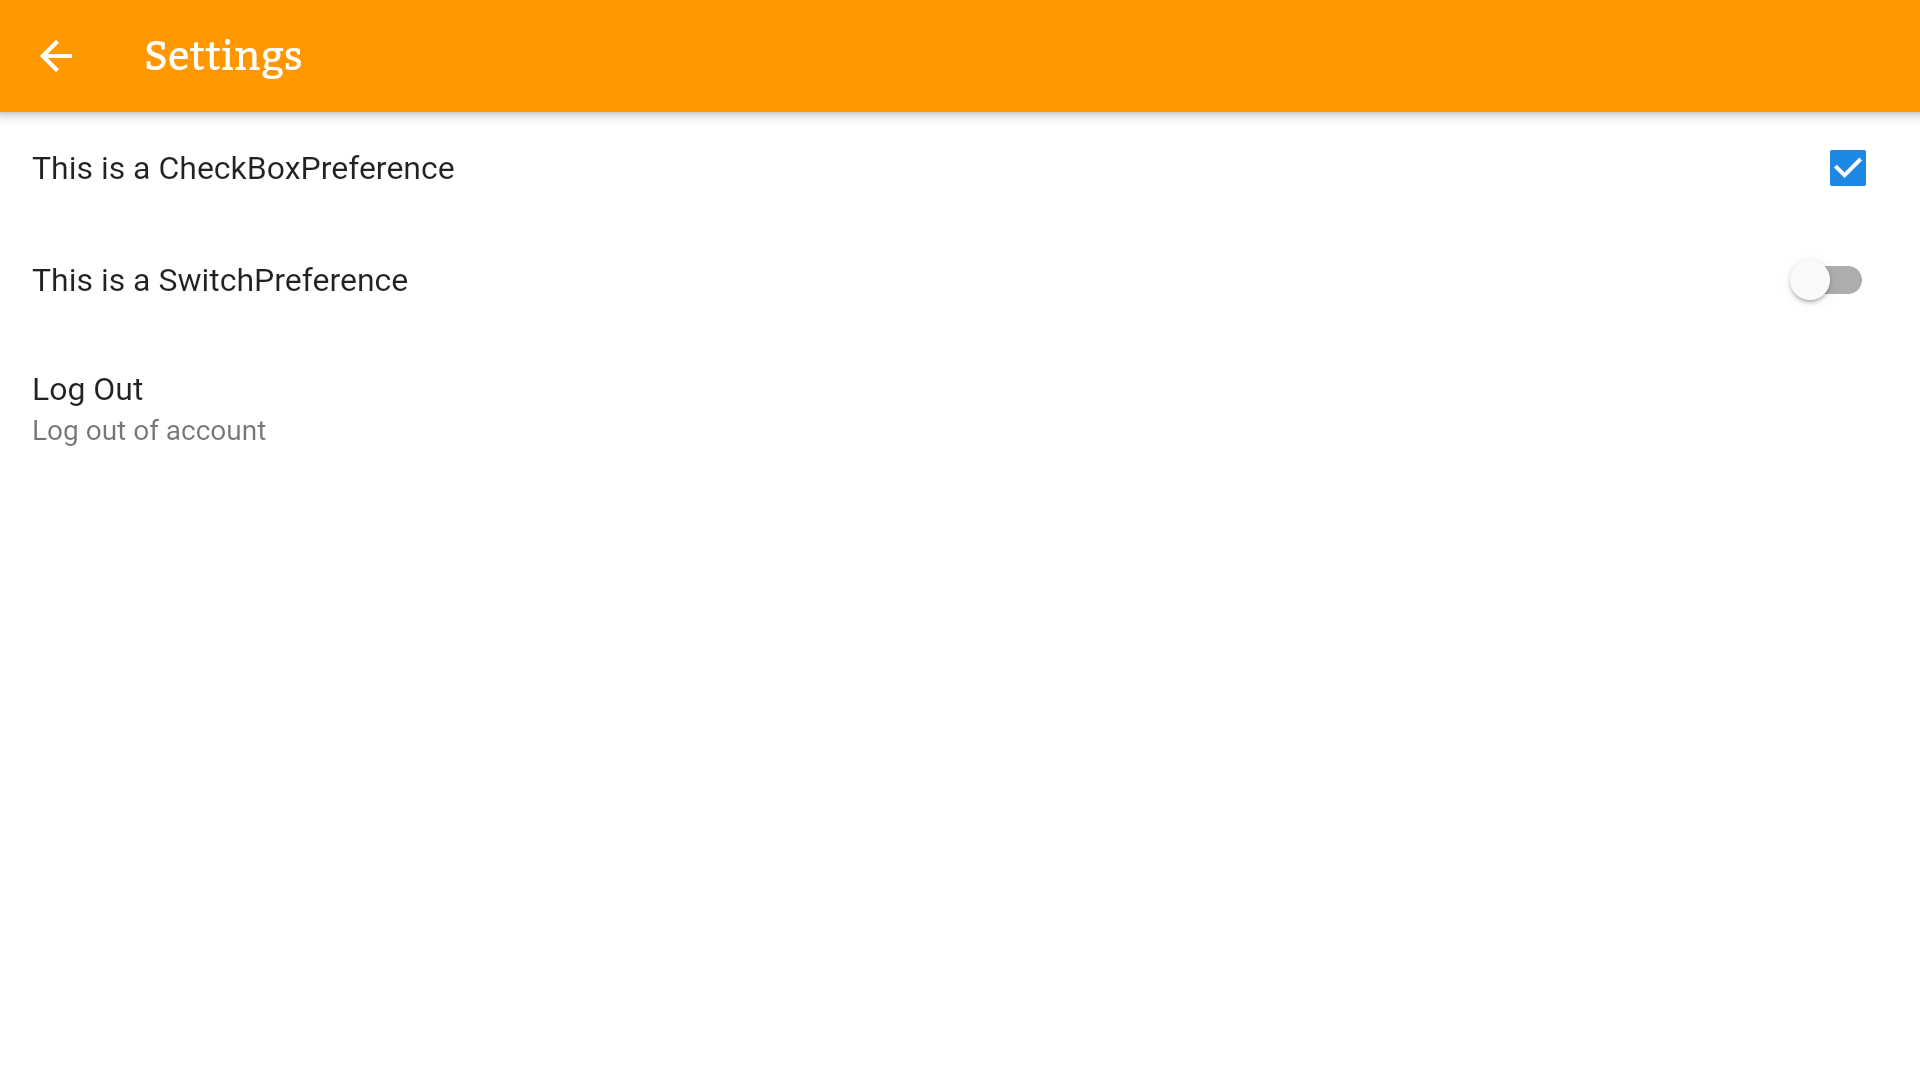 Settings
This is a CheckBoxPreference
This is a SwitchPreference
Log Out
Log out of account